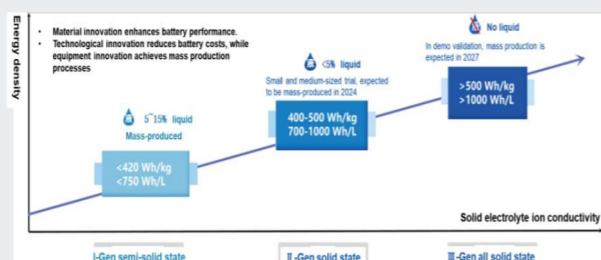 Energy density
• Material innovation enhances battery performance.
• Technological innovation reduces battery costs, while
equipment innovation achieves mass production
processes
5~15% liquid
Mass-produced
<420 Wh/kg
<750 Wh/L
<5% liquid
Small and medium-sized trial, expected
to be mass-produced in 2024
400-500 Wh/kg
700-1000 Wh/L
No liquid
In demo validation, mass production is
expected in 2027
>500 Wh/kg
>1000 Wh/L
Solid electrolyte ion conductivity
I-Gen semi-solid state
II-Gen solid state
III-Gen all solid state